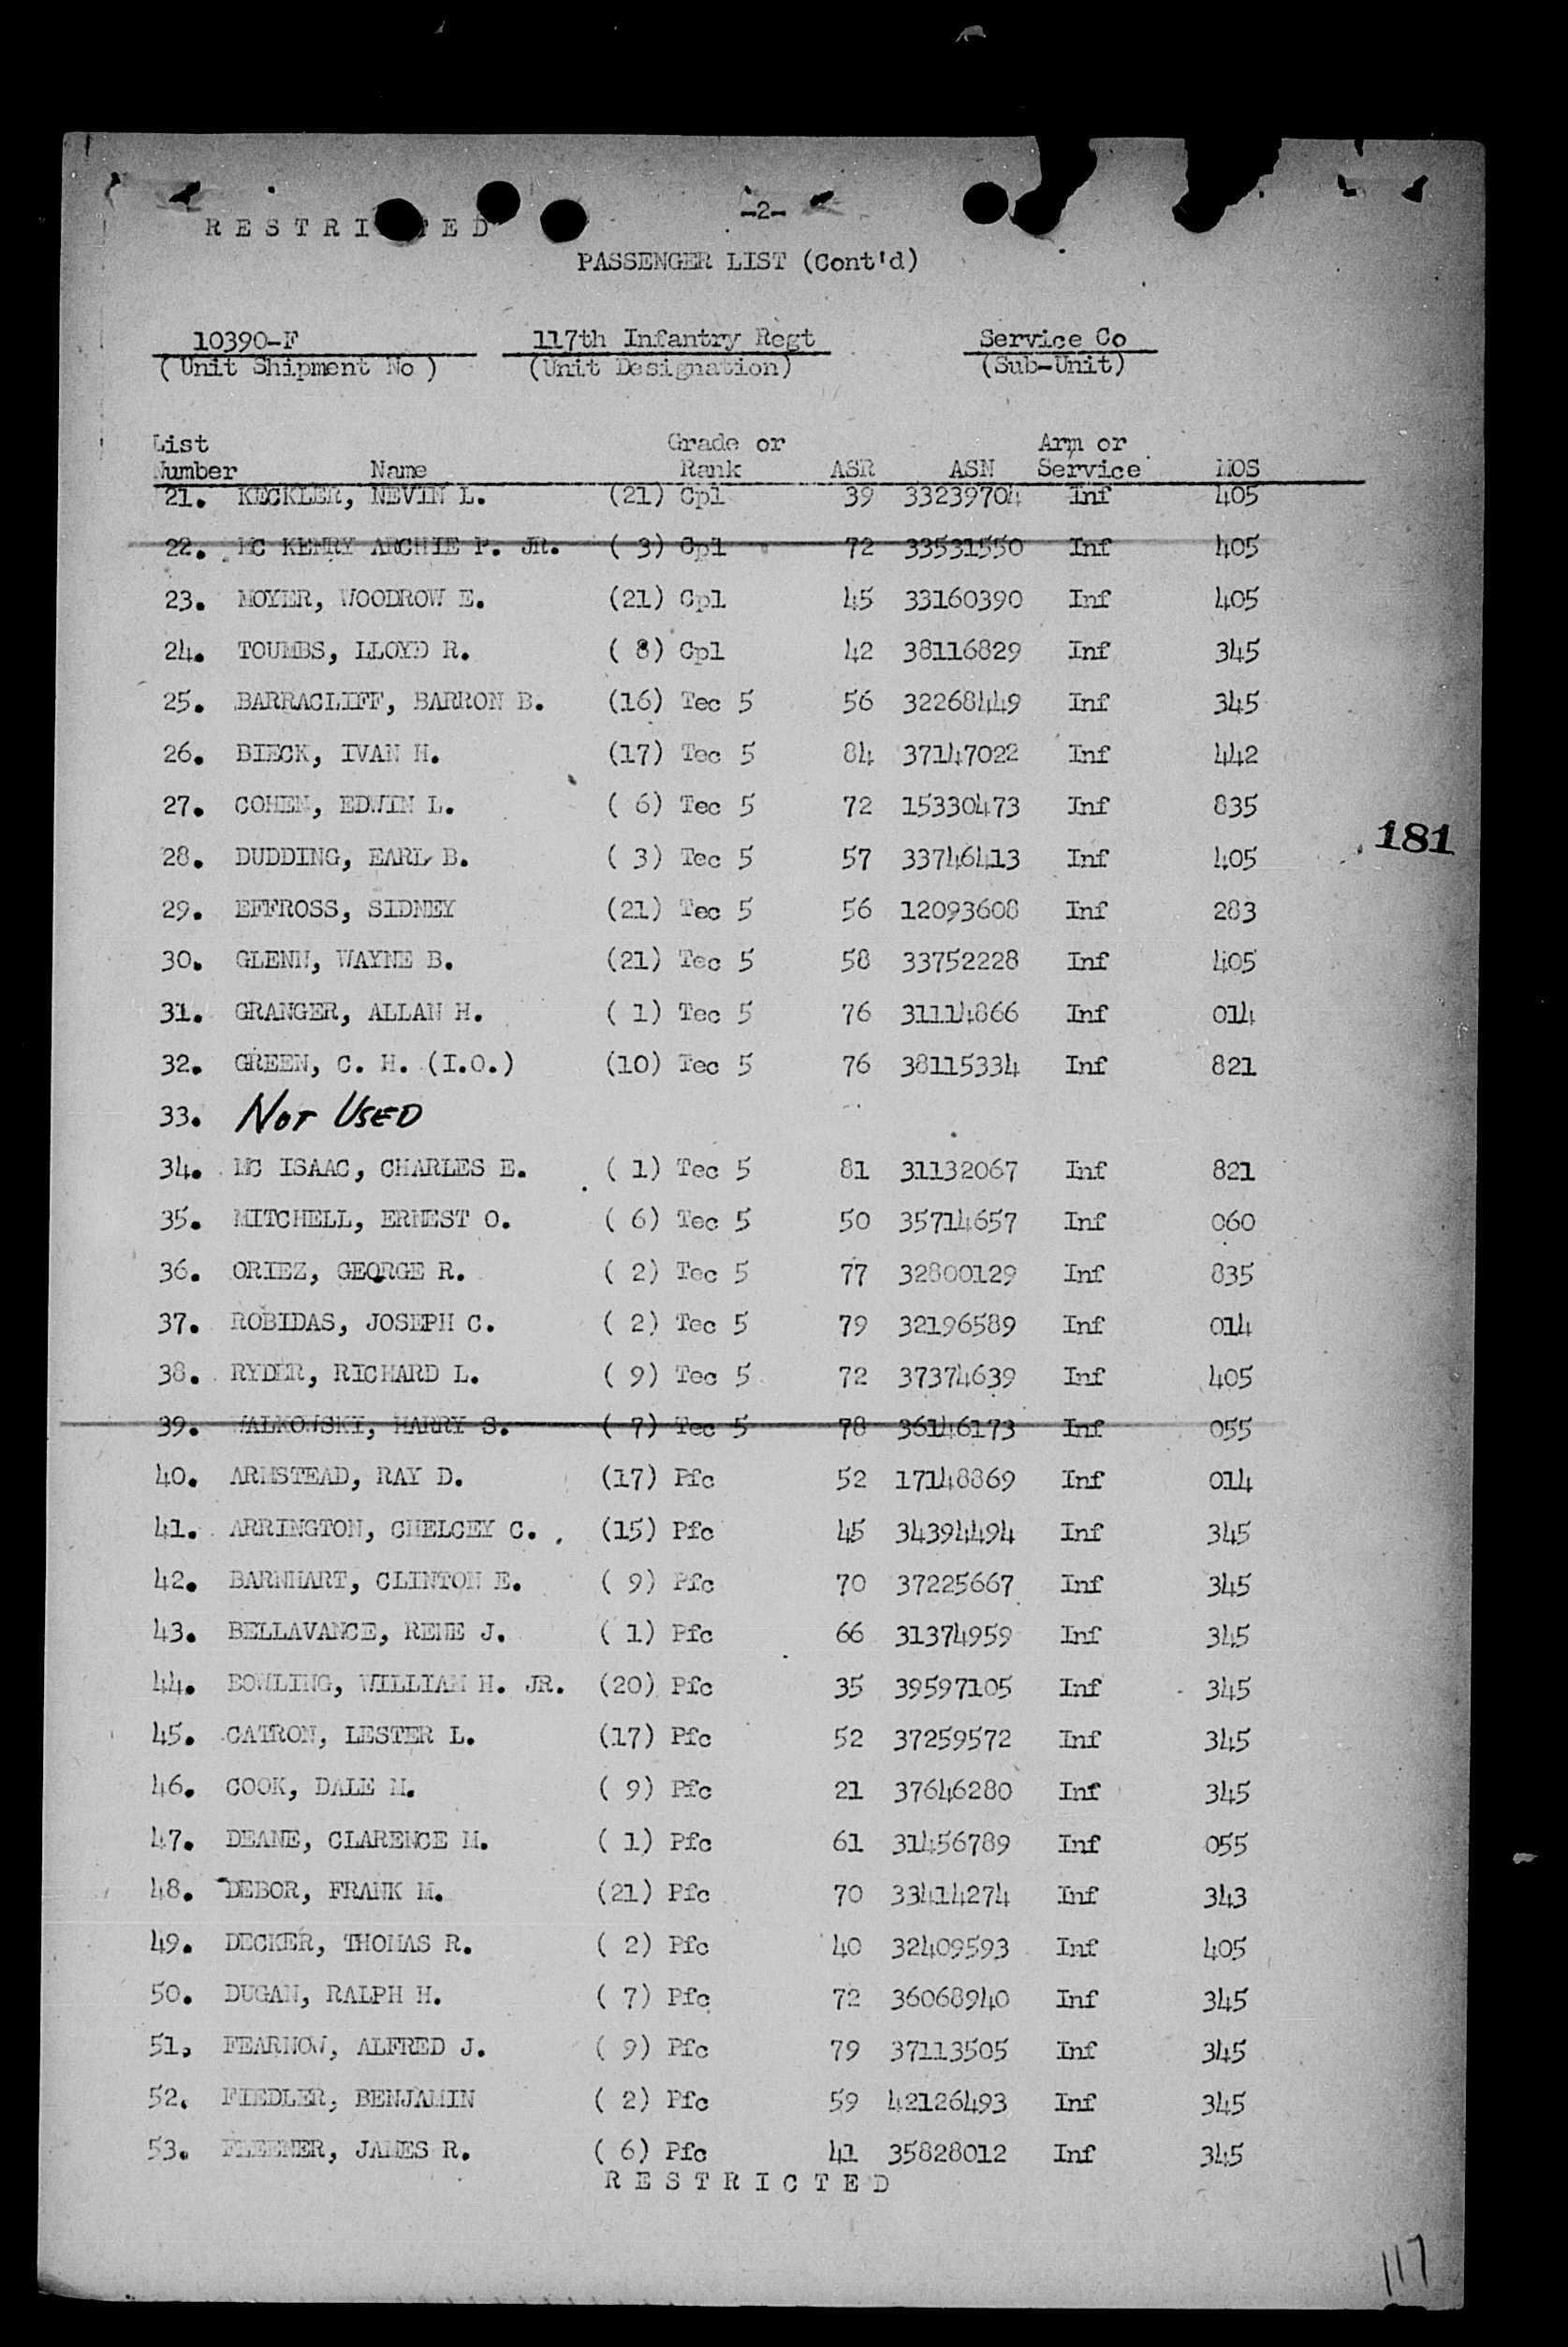 -2-
RESTRICTED
PASSENGER LIST (Cont'd)
10390-F 117th Infantry Regt Service Co
(Unit Shipment No) (Unit Designation) (Sub-Unit)
List Grade or Arm or
Number Name Rank ASR ASN Service MOS
21. KECKLER, NEVIN L. (21) Cpl 39 33239704 Inf 405
22. MC KEMRY ARCHIE P. JR. ( 3) Cpl 72 33531550 Inf 405
23. MOYER, WOODROW E. (21) Cpl 45 33160390 Inf 405
24. TOUMBS, LLOYD R. ( 8) Cpl 42 38116829 Inf 345
25. BARRACLIFF, BARRON B. (16) Tec 5 56 32268449 Inf 345
26. BIECK, IVAN H. (17) Tec 5 84 37147022 Inf 442
27. COHEN, EDWIN L. ( 6) Tec 5 72 15330473 Inf 835
181
28. DUDDING, EARL B. ( 3) Tec 5 57 33746413 Inf 405
29. EFFROSS, SIDNEY (21) Tec 5 56 12093608 Inf 283
30. GLENN, WAYNE B. (21) Tec 5 58 33752228 Inf 405
31. GRANGER, ALLAN H. ( 1) Tec 5 76 31114866 Inf 014
32. GREEN, C. H. (I.O.) (10) Tec 5 76 38115334 Inf 821
33. NOT USED
34. MC ISAAC, CHARLES E. ( 1) Tec 5 81 31132067 Inf 821
35. MITCHELL, ERNEST O. ( 6) Tec 5 50 35714657 Inf 060
36. ORIEZ, GEORGE R. ( 2) Tec 5 77 32800129 Inf 835
37. ROBIDAS, JOSEPH C. ( 2) Tec 5 79 32196589 Inf 014
38. RYDER, RICHARD L. ( 9) Tec 5 72 37374639 Inf 405
39. WALKOWSKI, HARRY S. ( 7) Tec 5 78 36146173 Inf 055
40. ARMSTEAD, RAY D. (17) Pfc 52 17148869 Inf 014
41. ARRINGTON, CHELCEY C. (15) Pfc 45 34394494 Inf 345
42. BARNHART, CLINTON E. ( 9) Pfc 70 37225667 Inf 345
43. BELLAVANCE, RENE J. ( 1) Pfc 66 31374959 Inf 345
44. BOWLING, WILLIAM H. JR. (20) Pfc 35 39597105 Inf 345
45. CATRON, LESTER L. (17) Pfc 52 37259572 Inf 345
46. COOK, DALE M. ( 9) Pfc 21 37646280 Inf 345
47. DEANE, CLARENCE M. ( 1) Pfc 61 31456789 Inf 055
48. DEBOR, FRANK M. (21) Pfc 70 33414274 Inf 343
49. DECKER, THOMAS R. ( 2) Pfc 40 32409593 Inf 405
50. DUGAN, RALPH H. ( 7) Pfc 72 36068940 Inf 345
51. FEARNOW, ALFRED J. ( 9) Pfc 79 37113505 Inf 345
52. FIEDLER, BENJAMIN ( 2) Pfc 59 42126493 Inf 345
53. FLEENER, JAMES R. ( 6) Pfc 41 35828012 Inf 345
RESTRICTED
117